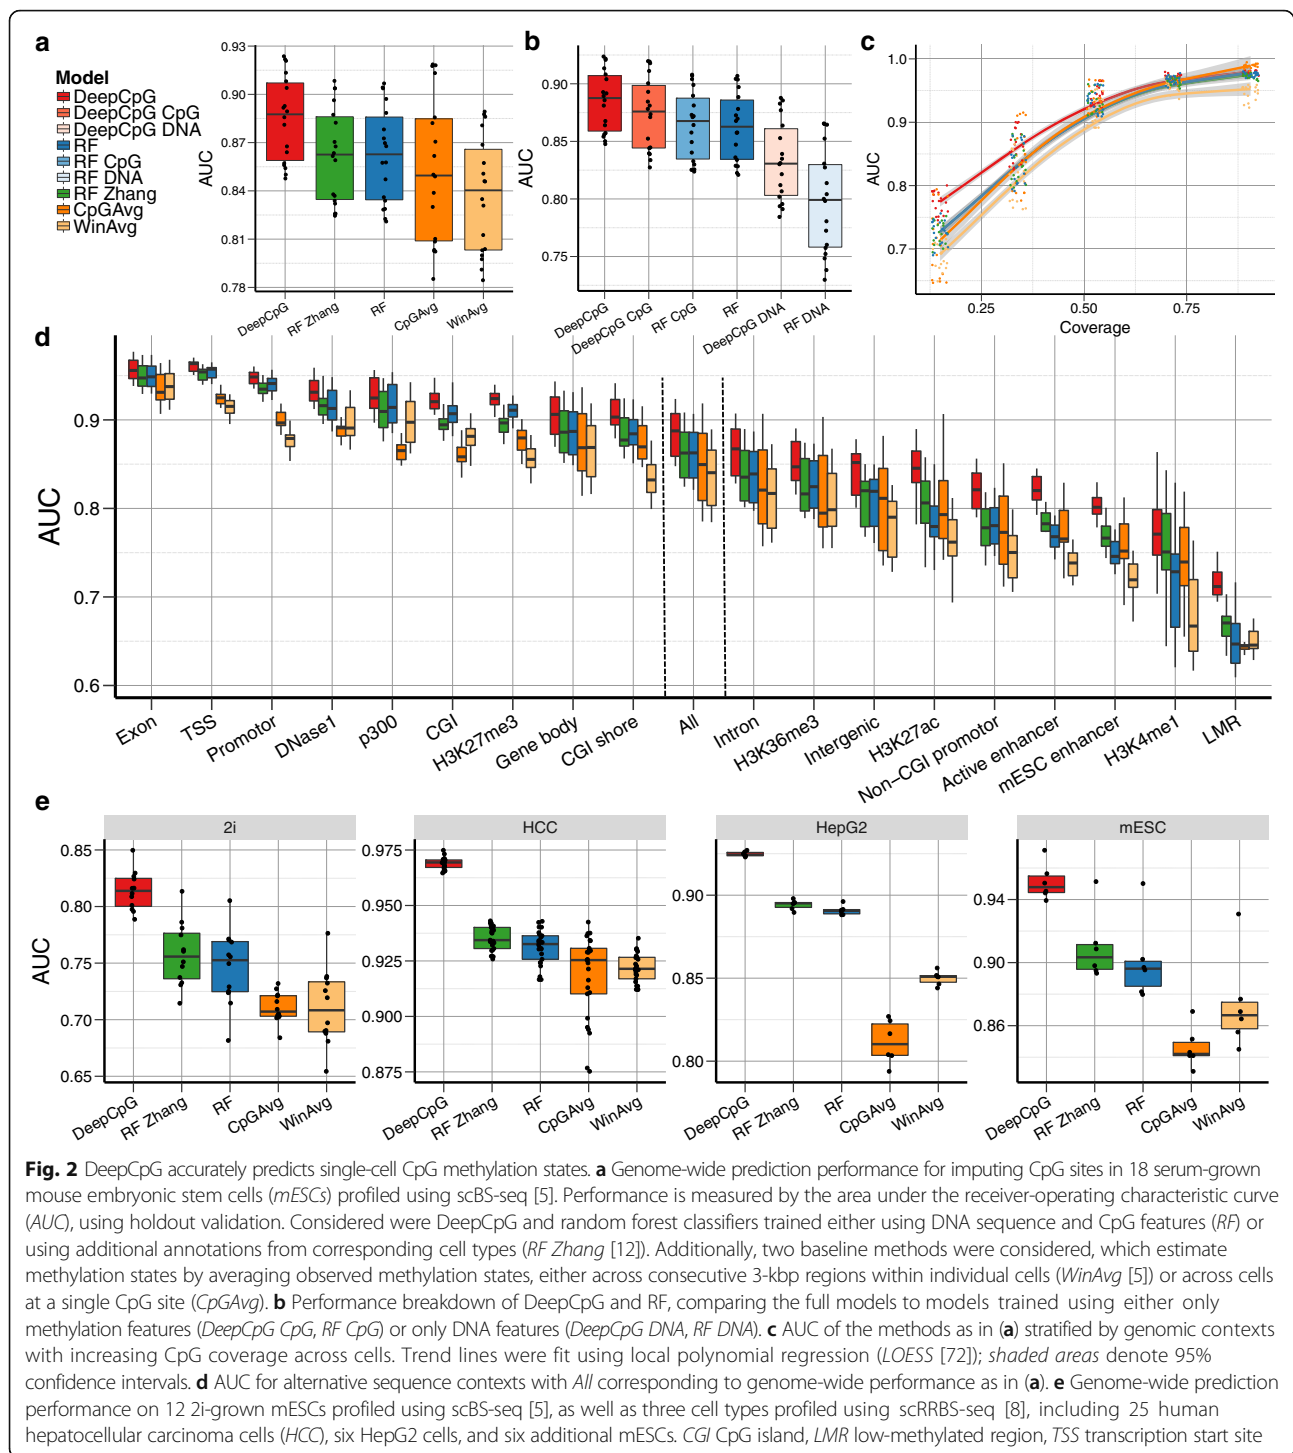 a
Model
DeepCpG
DeepCpG CpG
DeepCpG DNA
RF
RF CpG
RF DNA
RF Zhang
CpGAvg
WinAvg
AUC
0.93
0.90
0.87
0.84
0.81
0.78
DeepCpG
RF Zhang
RF
CpGAvg
WinAvg
b
AUC
0.90
0.85
0.80
0.75
DeepCpG
DeepCpG CpG
RF CpG
RF
DeepCpG DNA
RF DNA
c
AUC
1.0
0.9
0.8
0.7
0.25
0.50
0.75
Coverage
d
AUC
0.9
0.8
0.7
0.6
Exon
TSS
Promotor
DNase1
p300
CGI
H3K27me3
Gene body
CGI shore
All
Intron
H3K36me3
Intergenic
H3K27ac
Non−CGI promotor
Active enhancer
mESC enhancer
H3K4me1
LMR
e
AUC
2i
0.85
0.80
0.75
0.70
0.65
DeepCpG
RF Zhang
RF
CpGAvg
WinAvg
HCC
0.975
0.950
0.925
0.900
0.875
DeepCpG
RF Zhang
RF
CpGAvg
WinAvg
HepG2
0.90
0.85
0.80
DeepCpG
RF Zhang
RF
CpGAvg
WinAvg
mESC
0.94
0.90
0.86
DeepCpG
RF Zhang
RF
CpGAvg
WinAvg
Fig. 2 DeepCpG accurately predicts single-cell CpG methylation states. a Genome-wide prediction performance for imputing CpG sites in 18 serum-grown
mouse embryonic stem cells (mESCs) profiled using scBS-seq [5]. Performance is measured by the area under the receiver-operating characteristic curve
(AUC), using holdout validation. Considered were DeepCpG and random forest classifiers trained either using DNA sequence and CpG features (RF) or
using additional annotations from corresponding cell types (RF Zhang [12]). Additionally, two baseline methods were considered, which estimate
methylation states by averaging observed methylation states, either across consecutive 3-kbp regions within individual cells (WinAvg [5]) or across cells
at a single CpG site (CpGAvg). b Performance breakdown of DeepCpG and RF, comparing the full models to models trained using either only
methylation features (DeepCpG CpG, RF CpG) or only DNA features (DeepCpG DNA, RF DNA). c AUC of the methods as in (a) stratified by genomic contexts
with increasing CpG coverage across cells. Trend lines were fit using local polynomial regression (LOESS [72]); shaded areas denote 95%
confidence intervals. d AUC for alternative sequence contexts with All corresponding to genome-wide performance as in (a). e Genome-wide prediction
performance on 12 2i-grown mESCs profiled using scBS-seq [5], as well as three cell types profiled using scRRBS-seq [8], including 25 human
hepatocellular carcinoma cells (HCC), six HepG2 cells, and six additional mESCs. CGI CpG island, LMR low-methylated region, TSS transcription start site